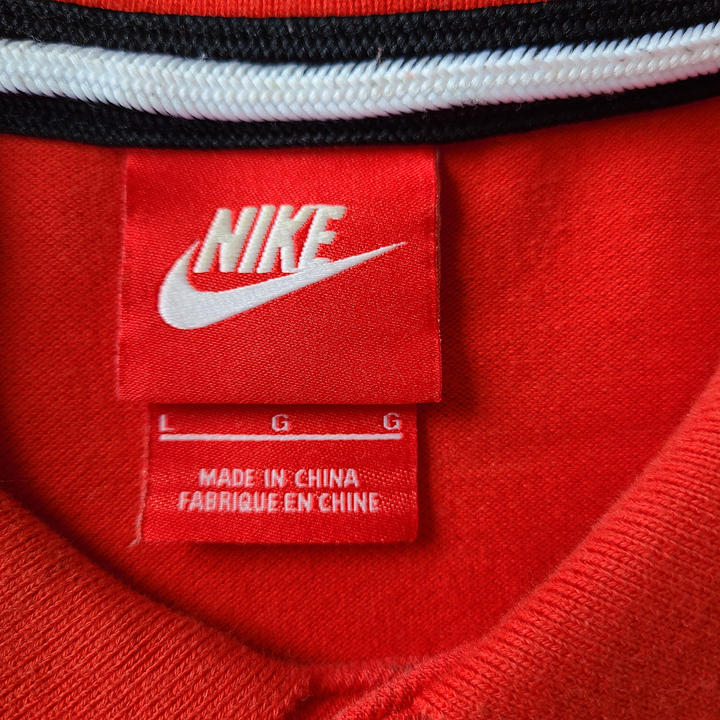 NIKE
L G G
MADE IN CHINA
FABRIQUE EN CHINE